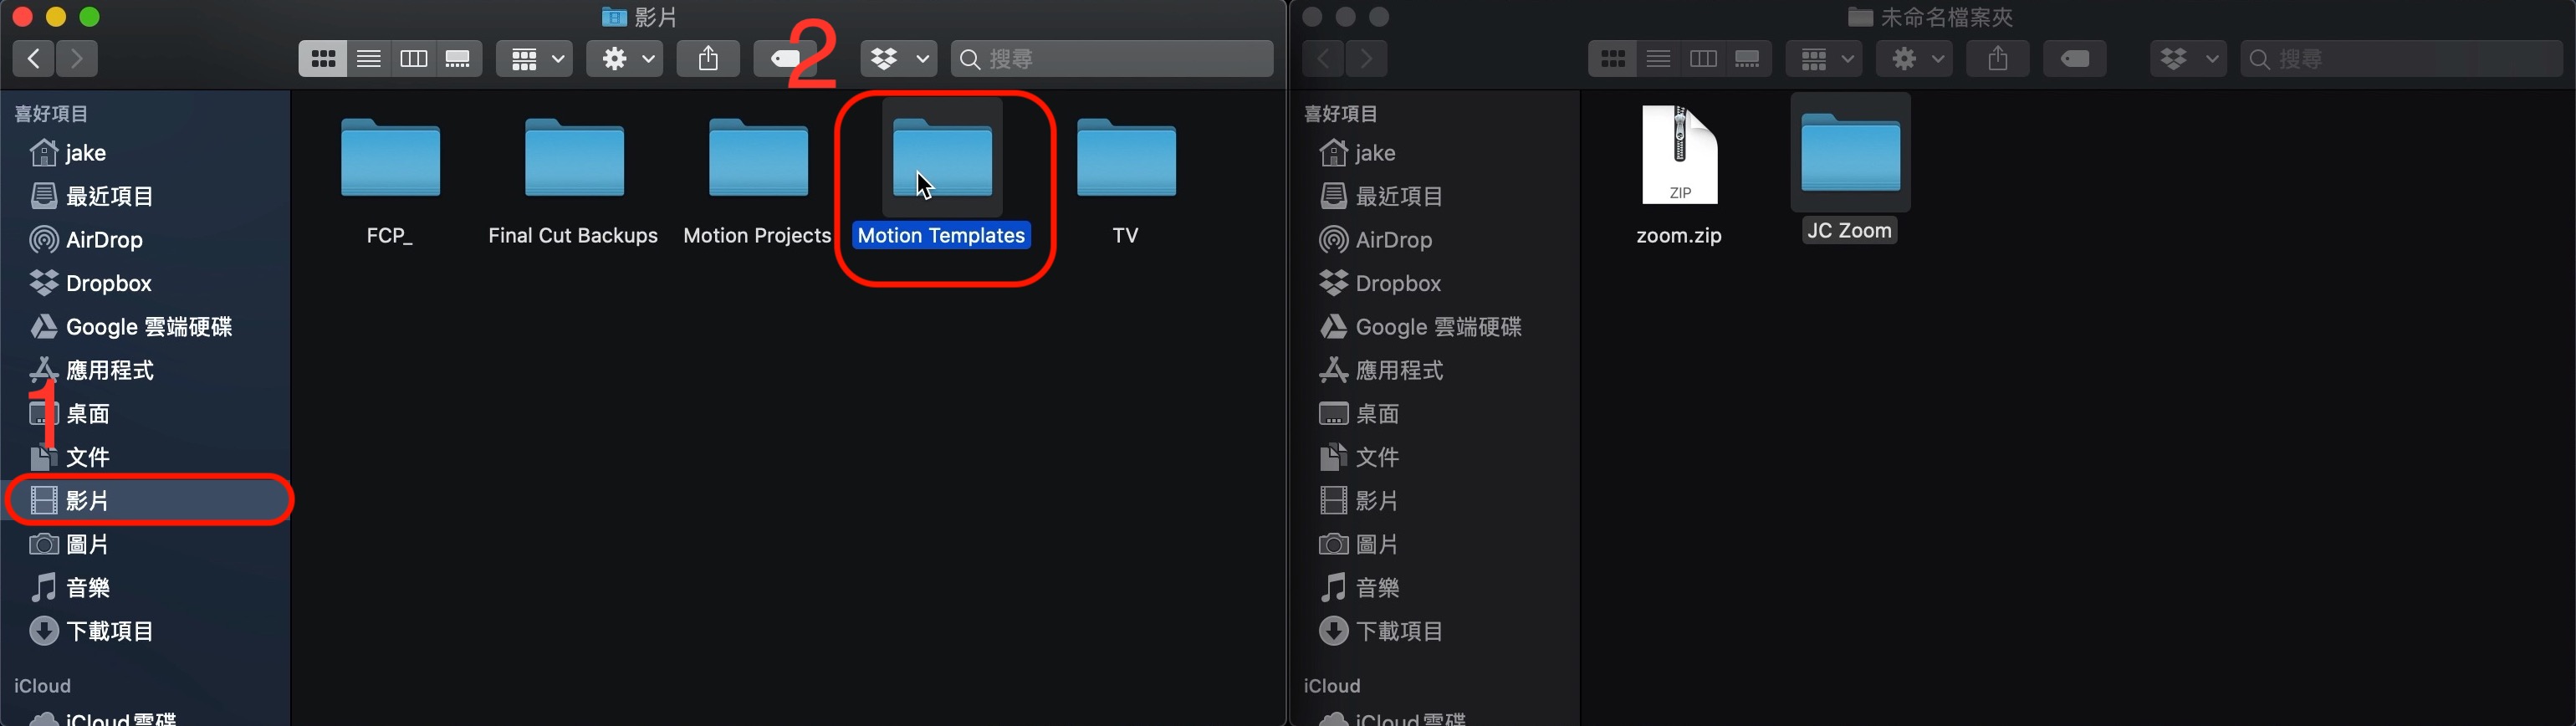 影片
2
搜尋
喜好項目
jake
最近項目
AirDrop
Dropbox
Google 雲端硬碟
應用程式
1
桌面
文件
影片
圖片
音樂
下載項目
iCloud
iCloud雲碟
FCP_
Final Cut Backups
Motion Projects
Motion Templates
TV
未命名檔案夾
搜尋
喜好項目
jake
最近項目
AirDrop
Dropbox
Google 雲端硬碟
應用程式
桌面
文件
影片
圖片
音樂
下載項目
iCloud
iCloud雲碟
ZIP
zoom.zip
JC Zoom